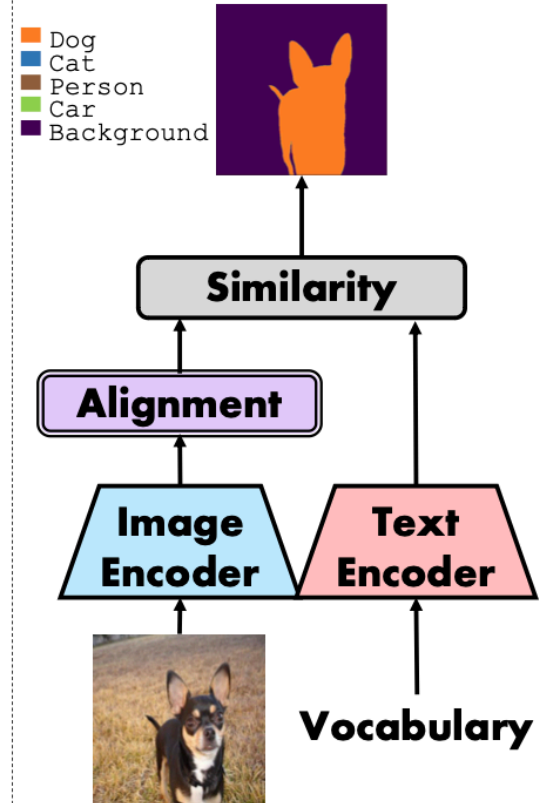 Dog
Cat
Person
Car
Background
Similarity
Alignment
Image
Encoder
Text
Encoder
Vocabulary